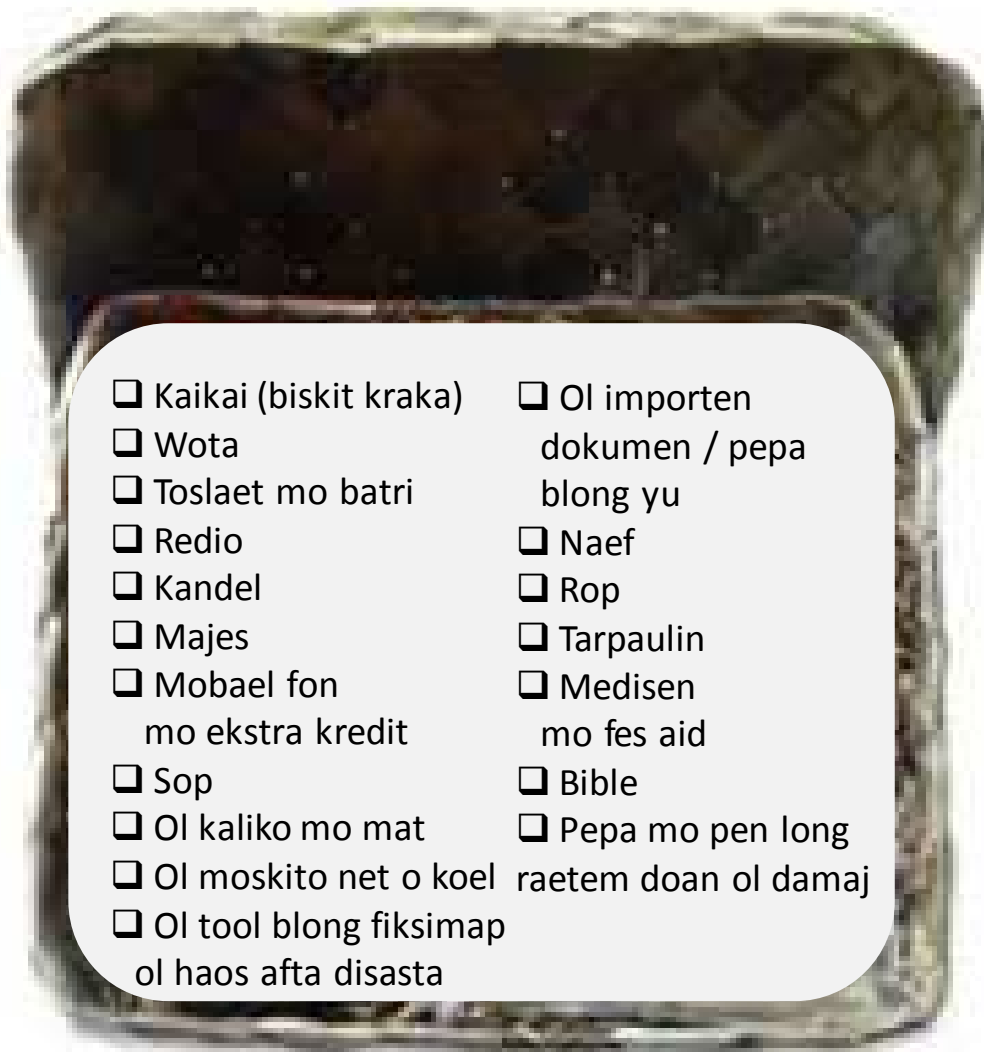 ❑ Kaikai (biskit kraka)
❑ Wota
❑ Toslaet mo batri
❑ Redio
❑ Kandel
❑ Majes
❑ Mobael fon
mo ekstra kredit
❑ Sop
❑ Ol kaliko mo mat
❑ Ol moskito net o koel
❑ Ol tool blong fiksimap
ol haos afta disasta
❑ Ol importen
dokumen / pepa
blong yu
❑ Naef
❑ Rop
❑ Tarpaulin
❑ Medisen
mo fes aid
❑ Bible
❑ Pepa mo pen long
raetem doan ol damaj